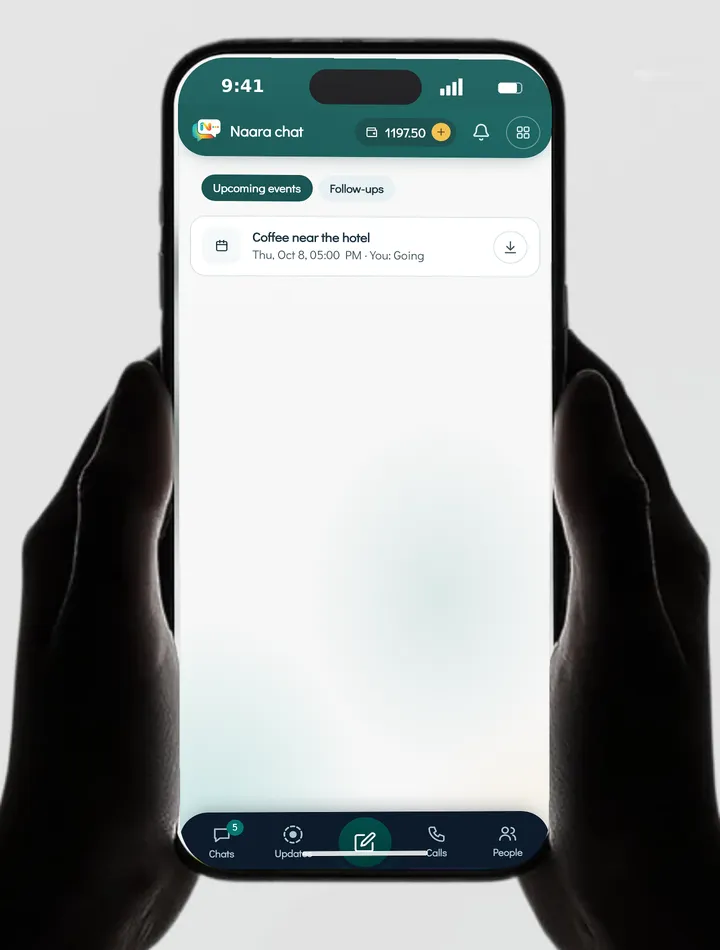 9:41
Naara chat
1197.50
Upcoming events
Follow-ups
Coffee near the hotel
Thu, Oct 8, 05:00 PM · You: Going
5
Chats
Calls
People